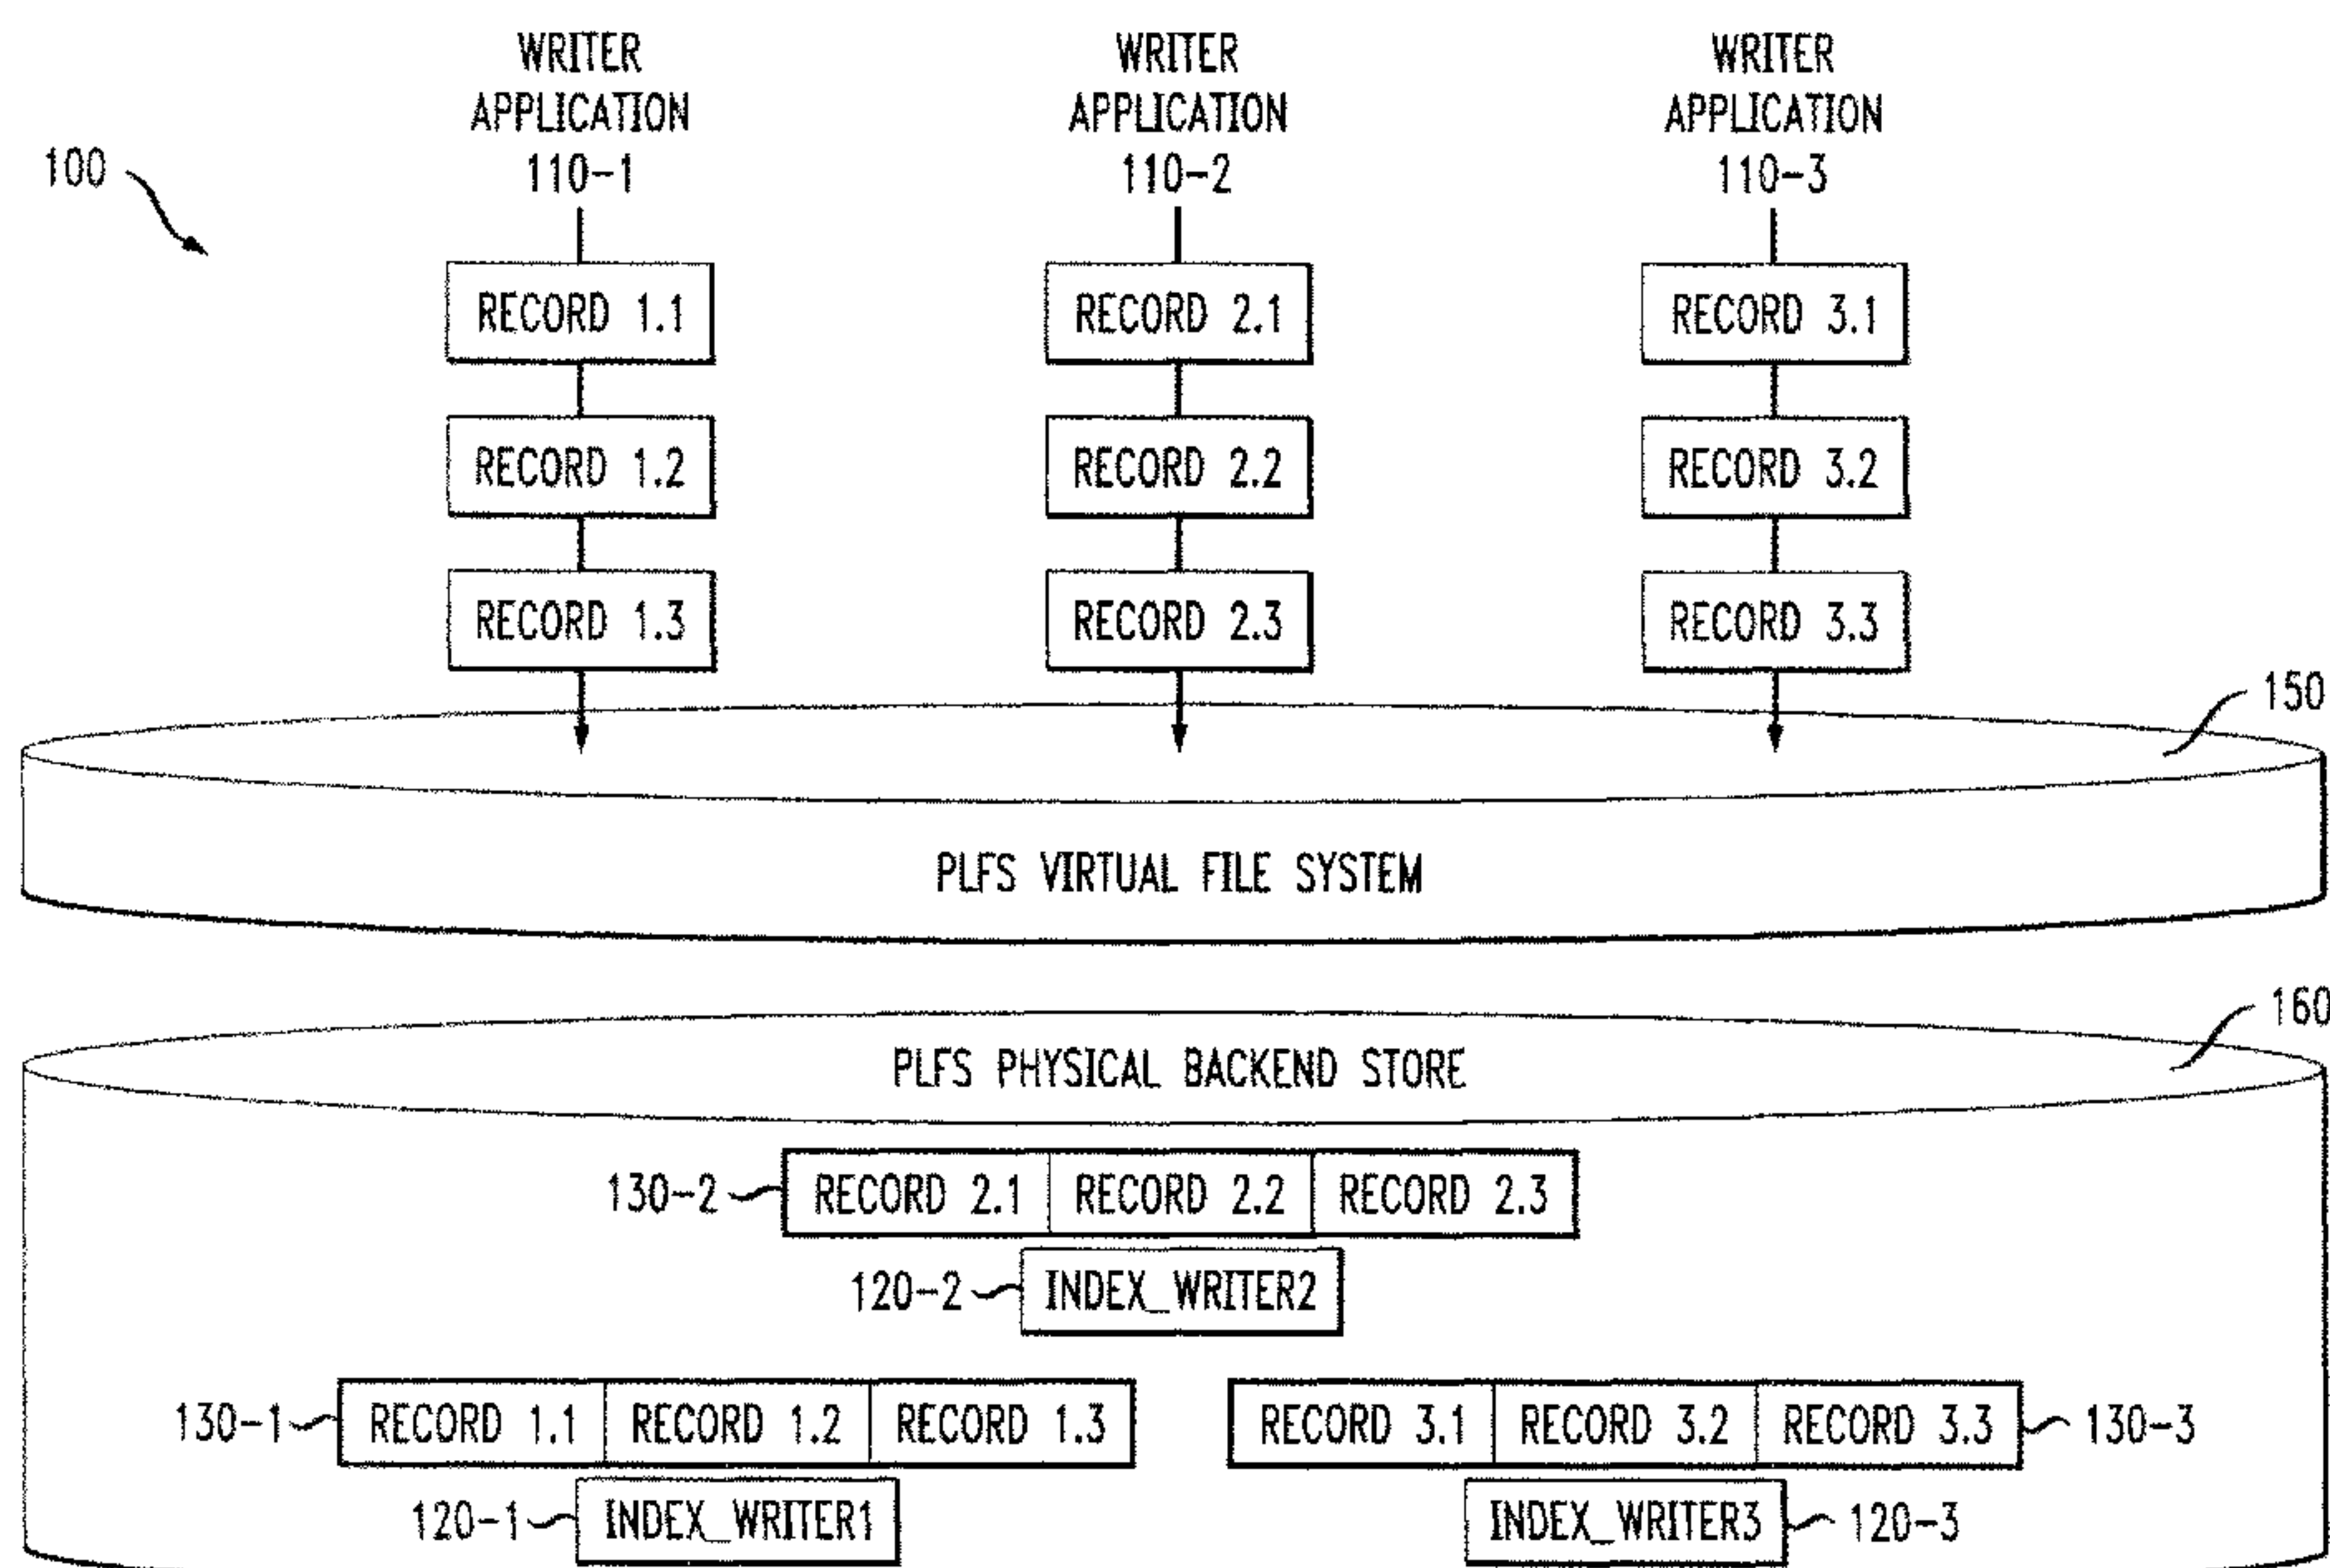 WRITER
APPLICATION
110-1
WRITER
APPLICATION
110-2
WRITER
APPLICATION
110-3
100
RECORD 1.1
RECORD 2.1
RECORD 3.1
RECORD 1.2
RECORD 2.2
RECORD 3.2
RECORD 1.3
RECORD 2.3
RECORD 3.3
150
PLFS VIRTUAL FILE SYSTEM
160
PLFS PHYSICAL BACKEND STORE
130-2 RECORD 2.1 RECORD 2.2 RECORD 2.3
120-2 INDEX_WRITER2
130-1 RECORD 1.1 RECORD 1.2 RECORD 1.3
RECORD 3.1 RECORD 3.2 RECORD 3.3 130-3
120-1 INDEX_WRITER1
INDEX_WRITER3 120-3